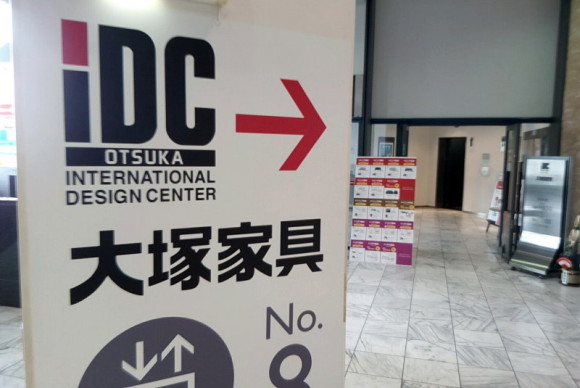 iDC
OTSUKA
INTERNATIONAL
DESIGN CENTER
大塚家具
No.
8